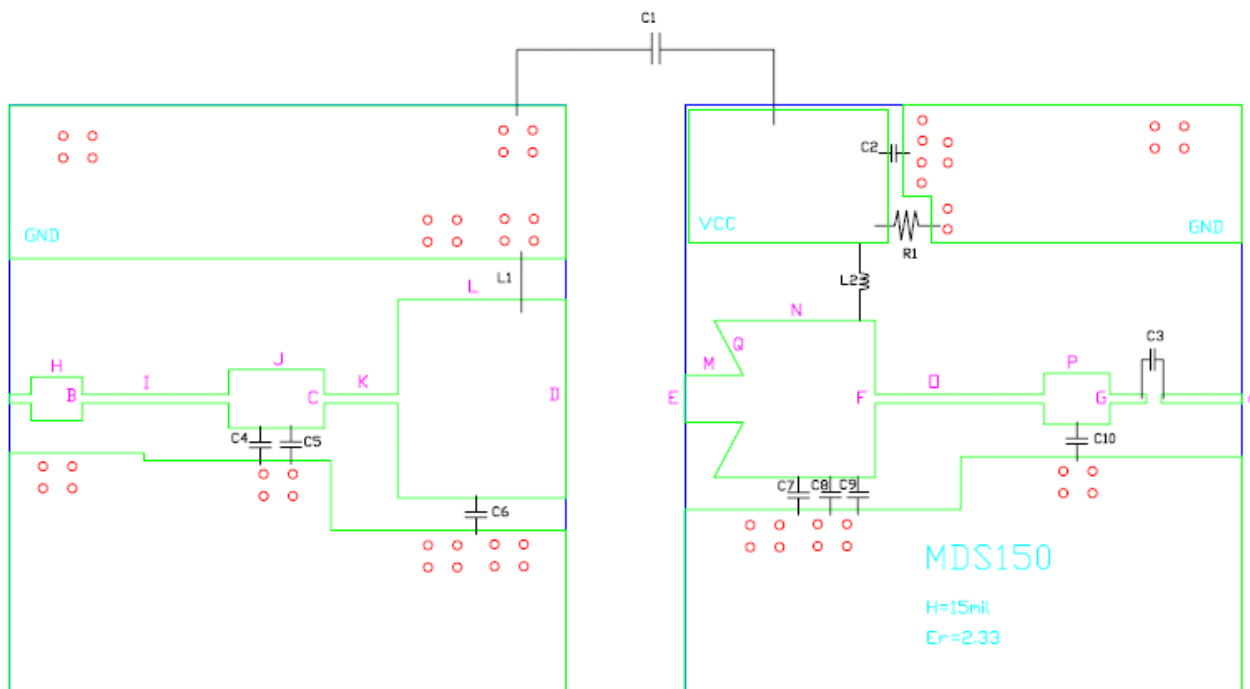 C1
C2
VCC
GND
R1
GND
L1
L2
L
N
C3
H
J
Q
P
I
K
M
O
B
C
D
E
F
G
A
C4
C5
C7
C8
C9
C10
C6
MDS150
H=15mil
Er=2.33